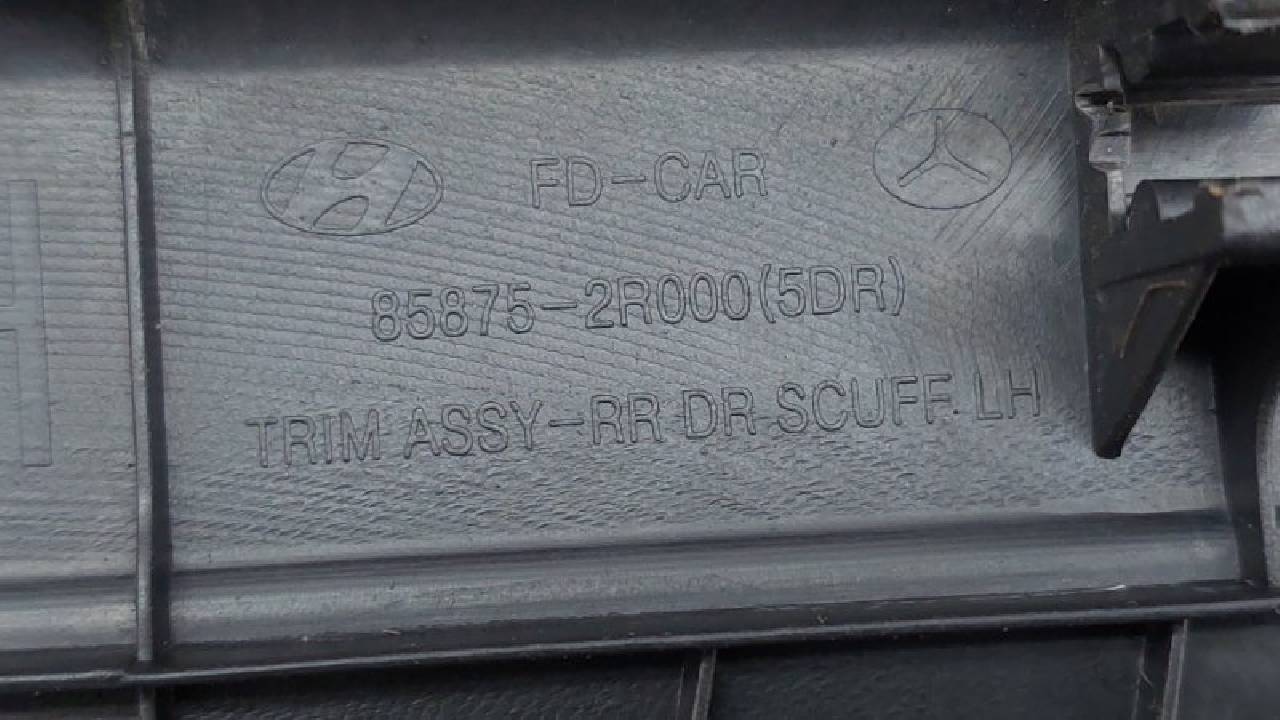 FD-CAR
85875-2R000(5DR)
TRIM ASSY-RR DR SCUFF LH